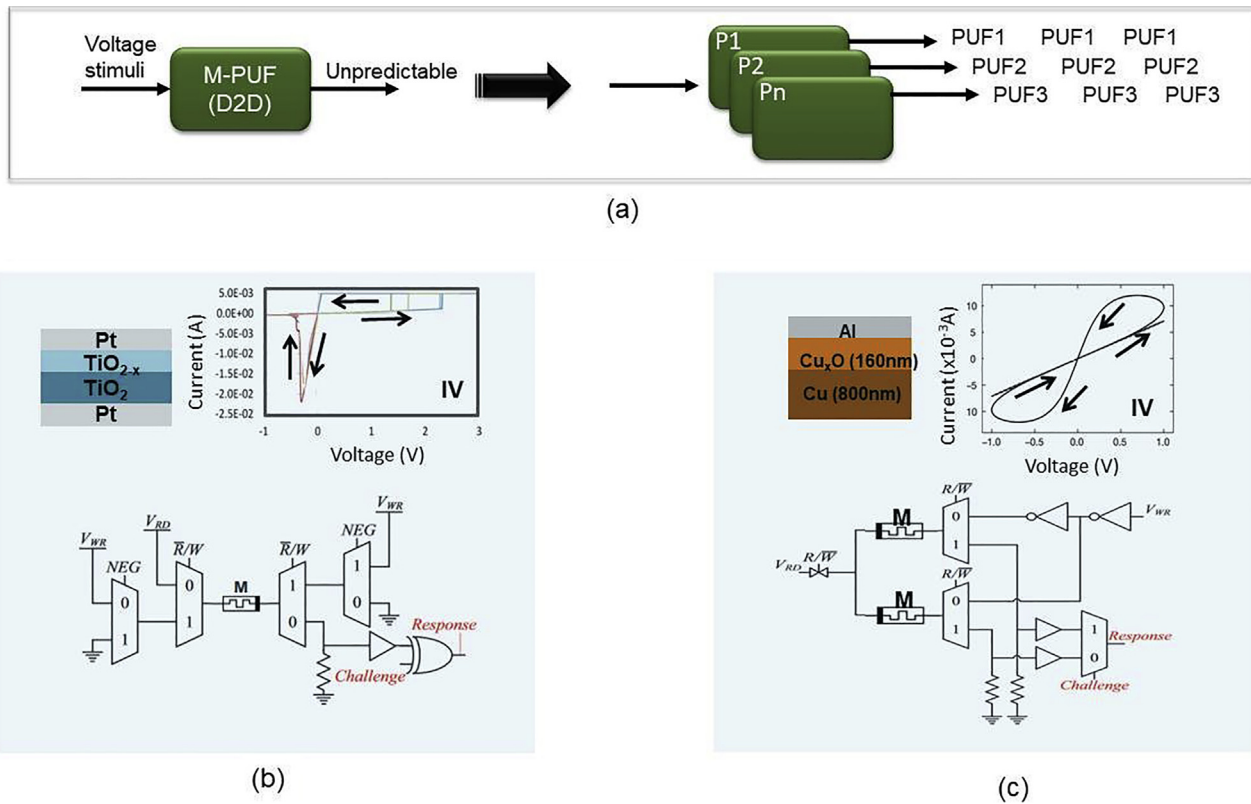 Voltage
stimuli
M-PUF
(D2D)
Unpredictable
P1
P2
Pn
PUF1 PUF1 PUF1
PUF2 PUF2 PUF2
PUF3 PUF3 PUF3
(a)
Pt
TiO2-x
TiO2
Pt
Current (A)
5.0E-03
0.0E+00
-5.0E-03
-1.0E-02
-1.5E-02
-2.0E-02
-2.5E-02
IV
-1 0 1 2 3
Voltage (V)
VWR
NEG
0
1
VRD
R̅/W
0
1
M
R̅/W
1
0
NEG
VWR
1
0
Response
Challenge
(b)
Al
CuxO (160nm)
Cu (800nm)
Current (x10-3A)
10
5
0
-5
10
IV
-1.0 -0.5 0.0 0.5 1.0
Voltage (V)
R/W̅
M
0
1
VWR
VRD
R/W̅
R/W̅
M
0
1
1
0
Response
Challenge
(c)